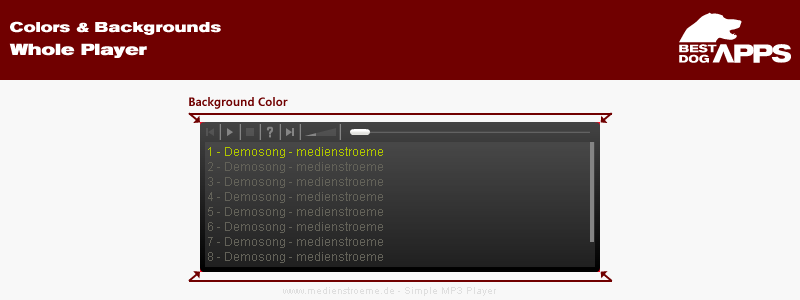 Colors & Backgrounds
Whole Player
BEST DOG APPS
Background Color
?
1 - Demosong - medienstroeme
2 - Demosong - medienstroeme
3 - Demosong - medienstroeme
4 - Demosong - medienstroeme
5 - Demosong - medienstroeme
6 - Demosong - medienstroeme
7 - Demosong - medienstroeme
8 - Demosong - medienstroeme
www.medienstroeme.de - Simple MP3 Player